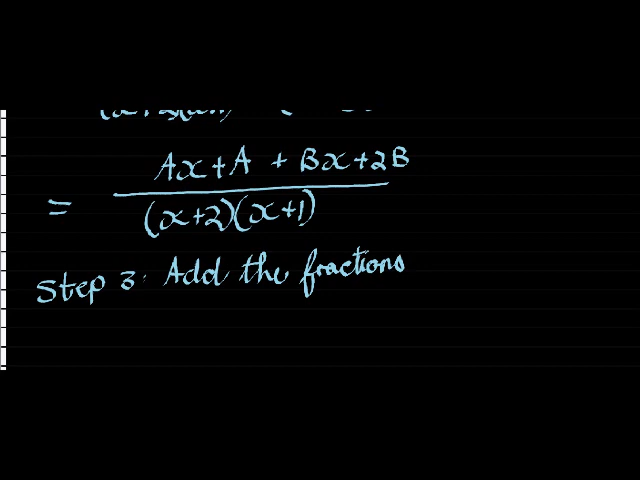 Ax+A + Bx+2B
= (x+2)(x+1)
Step 3: Add the fractions